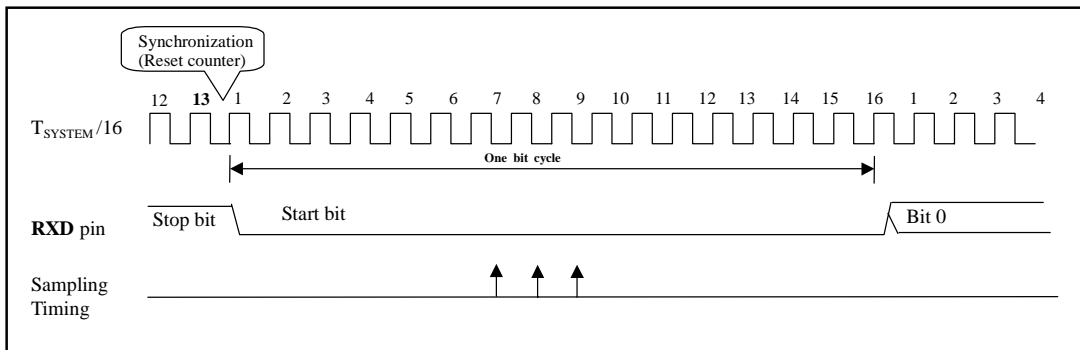 Synchronization
(Reset counter)
12 13 1 2 3 4 5 6 7 8 9 10 11 12 13 14 15 16 1 2 3 4
TSYSTEM/16
One bit cycle
Stop bit Start bit Bit 0
RXD pin
Sampling
Timing